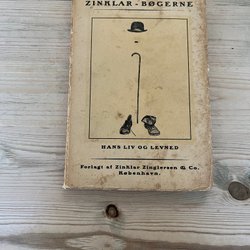 ZINKLAR - BØGERNE
HANS LIV OG LEVNED
Forlagt af Zinklar Zinglersen & Co.
København.